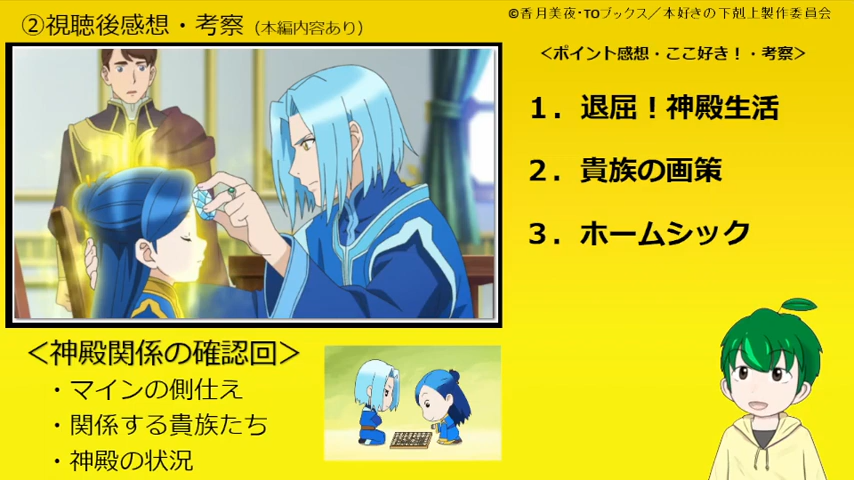 ②視聴後感想・考察（本編内容あり）
©香月美夜・TOブックス／本好きの下剋上製作委員会
＜ポイント感想・ここ好き！・考察＞
１．退屈！神殿生活
２．貴族の画策
３．ホームシック
＜神殿関係の確認回＞
・マインの側仕え
・関係する貴族たち
・神殿の状況